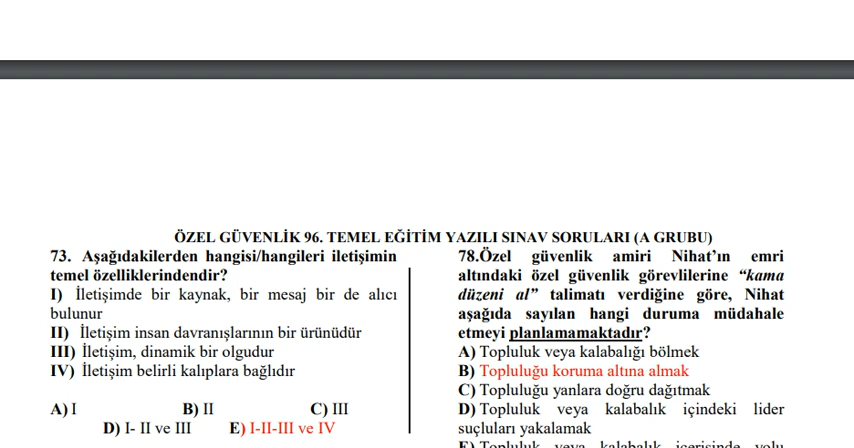 ÖZEL GÜVENLİK 96. TEMEL EĞİTİM YAZILI SINAV SORULARI (A GRUBU)
73. Aşağıdakilerden hangisi/hangileri iletişimin
temel özelliklerindendir?
I) İletişimde bir kaynak, bir mesaj bir de alıcı
bulunur
II) İletişim insan davranışlarının bir ürünüdür
III) İletişim, dinamik bir olgudur
IV) İletişim belirli kalıplara bağlıdır
A) I B) II C) III
D) I- II ve III E) I-II-III ve IV
78.Özel güvenlik amiri Nihat’ın emri
altındaki özel güvenlik görevlilerine “kama
düzeni al” talimatı verdiğine göre, Nihat
aşağıda sayılan hangi duruma müdahale
etmeyi planlamamaktadır?
A) Topluluk veya kalabalığı bölmek
B) Topluluğu koruma altına almak
C) Topluluğu yanlara doğru dağıtmak
D) Topluluk veya kalabalık içindeki lider
suçluları yakalamak
E) Topluluk veya kalabalık içerisinde yolu